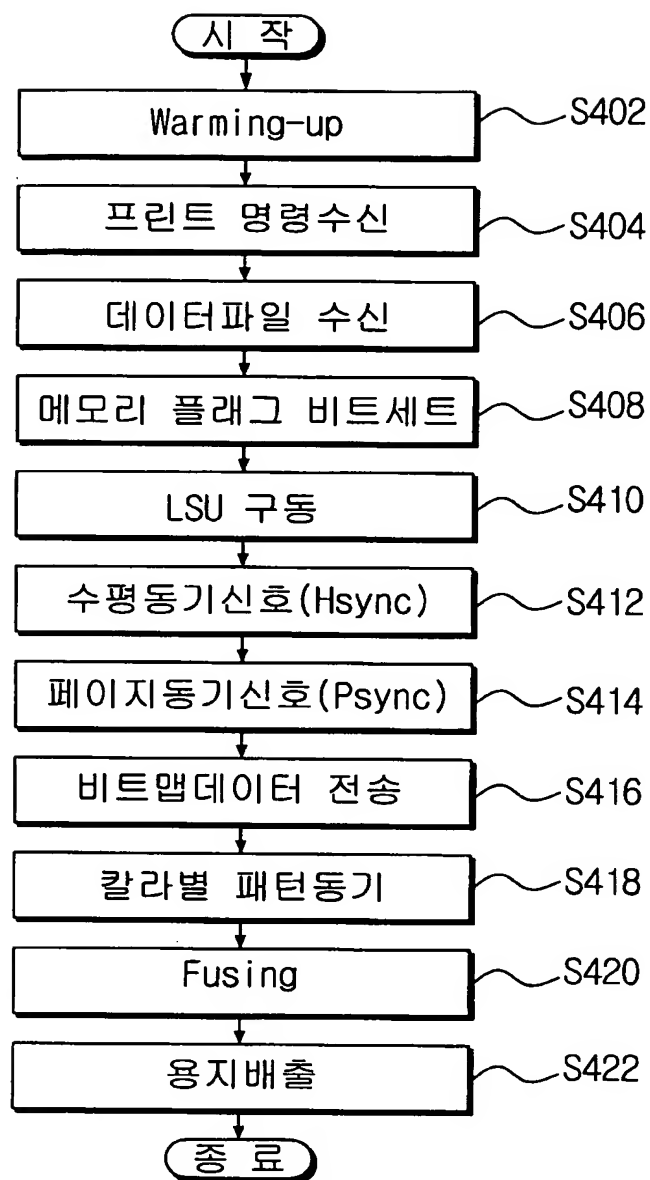 시 작
Warming-up S402
프린트 명령수신 S404
데이터파일 수신 S406
메모리 플래그 비트세트 S408
LSU 구동 S410
수평동기신호(Hsync) S412
페이지동기신호(Psync) S414
비트맵데이터 전송 S416
칼라별 패턴동기 S418
Fusing S420
용지배출 S422
종 료